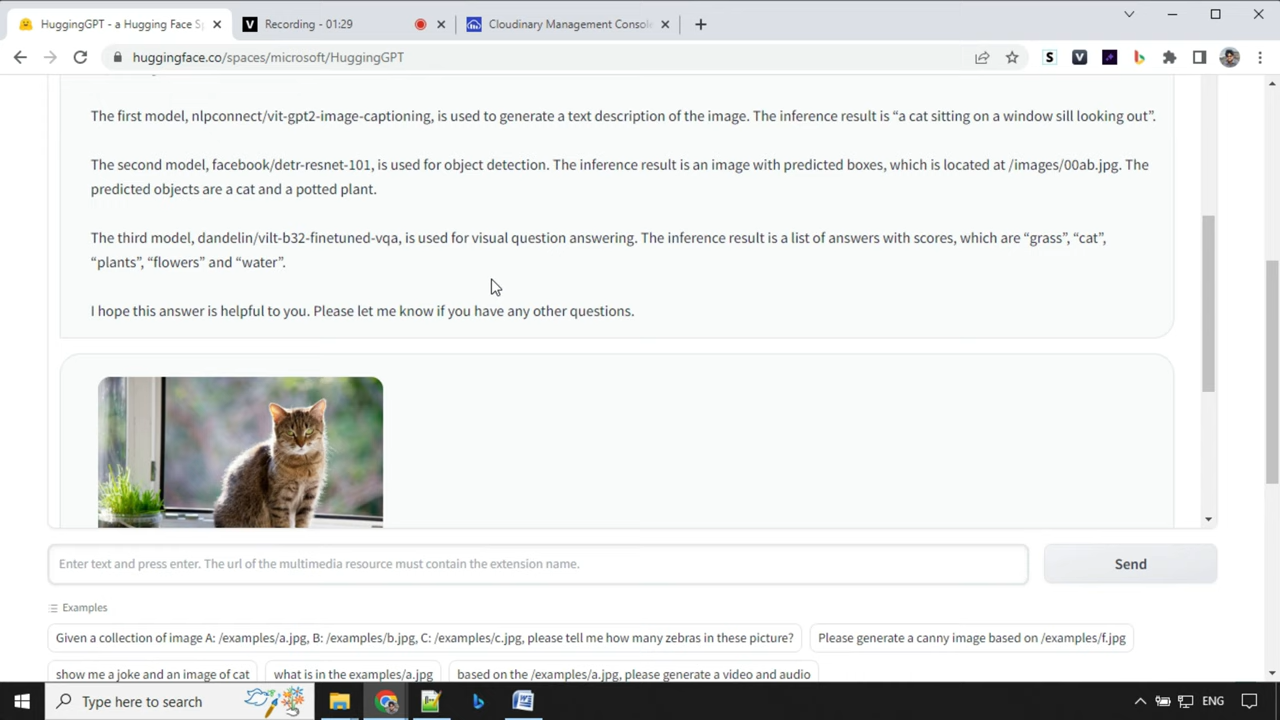 HuggingGPT - a Hugging Face Sp
Recording - 01:29
Cloudinary Management Console
huggingface.co/spaces/microsoft/HuggingGPT
The first model, nlpconnect/vit-gpt2-image-captioning, is used to generate a text description of the image. The inference result is “a cat sitting on a window sill looking out”.
The second model, facebook/detr-resnet-101, is used for object detection. The inference result is an image with predicted boxes, which is located at /images/00ab.jpg. The
predicted objects are a cat and a potted plant.
The third model, dandelin/vilt-b32-finetuned-vqa, is used for visual question answering. The inference result is a list of answers with scores, which are “grass”, “cat”,
“plants”, “flowers” and “water”.
I hope this answer is helpful to you. Please let me know if you have any other questions.
Enter text and press enter. The url of the multimedia resource must contain the extension name.
Send
Examples
Given a collection of image A: /examples/a.jpg, B: /examples/b.jpg, C: /examples/c.jpg, please tell me how many zebras in these picture?
Please generate a canny image based on /examples/f.jpg
show me a joke and an image of cat
what is in the examples/a.jpg
based on the /examples/a.jpg, please generate a video and audio
Type here to search
ENG